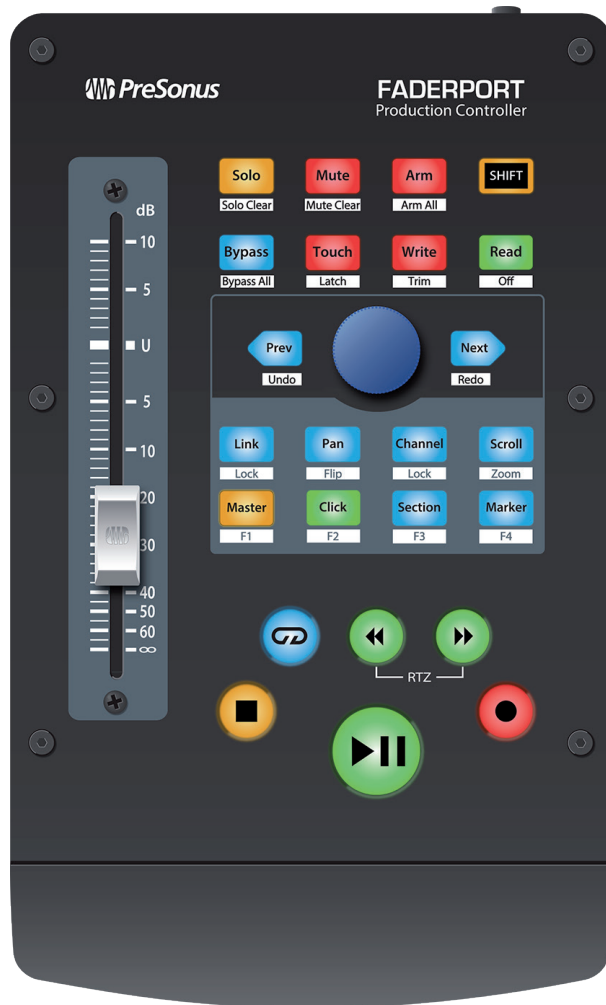 PreSonus
FADERPORT
Production Controller
dB
10
5
U
5
10
20
30
40
50
60
∞
Solo Mute Arm SHIFT
Solo Clear Mute Clear Arm All
Bypass Touch Write Read
Bypass All Latch Trim Off
Prev Next
Undo Redo
Link Pan Channel Scroll
Lock Flip Lock Zoom
Master Click Section Marker
F1 F2 F3 F4
RTZ